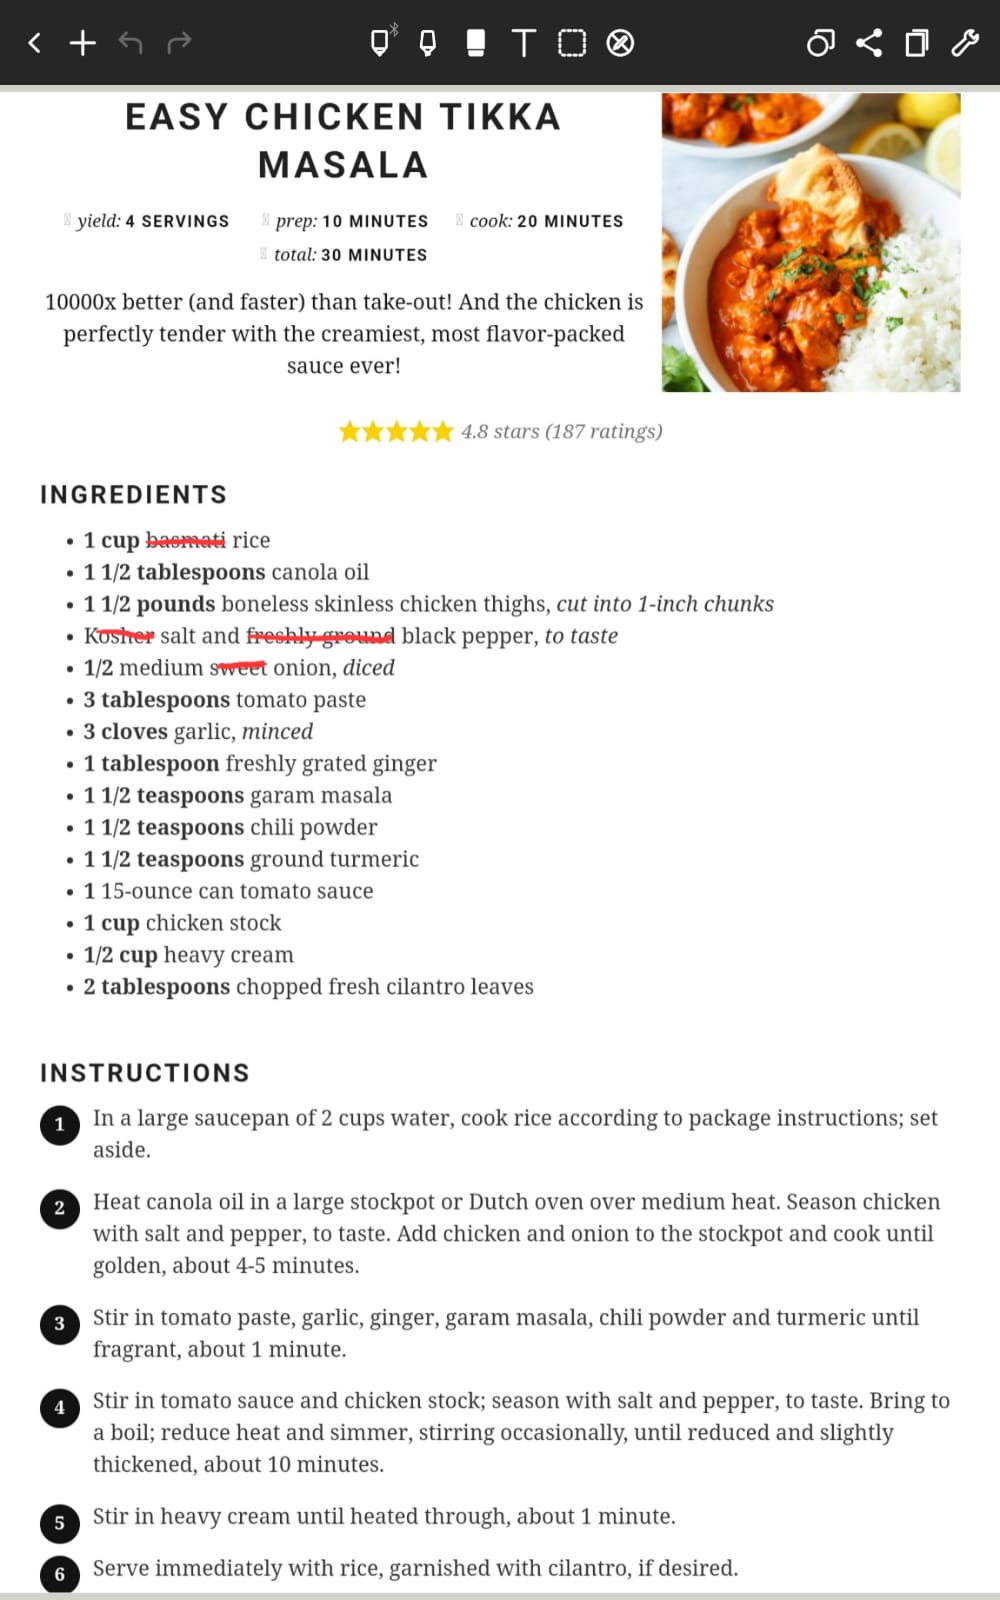 EASY CHICKEN TIKKA
MASALA
yield: 4 SERVINGS prep: 10 MINUTES cook: 20 MINUTES
total: 30 MINUTES
10000x better (and faster) than take-out! And the chicken is
perfectly tender with the creamiest, most flavor-packed
sauce ever!
4.8 stars (187 ratings)
INGREDIENTS
• 1 cup basmati rice
• 1 1/2 tablespoons canola oil
• 1 1/2 pounds boneless skinless chicken thighs, cut into 1-inch chunks
• Kosher salt and freshly ground black pepper, to taste
• 1/2 medium sweet onion, diced
• 3 tablespoons tomato paste
• 3 cloves garlic, minced
• 1 tablespoon freshly grated ginger
• 1 1/2 teaspoons garam masala
• 1 1/2 teaspoons chili powder
• 1 1/2 teaspoons ground turmeric
• 1 15-ounce can tomato sauce
• 1 cup chicken stock
• 1/2 cup heavy cream
• 2 tablespoons chopped fresh cilantro leaves
INSTRUCTIONS
1 In a large saucepan of 2 cups water, cook rice according to package instructions; set
aside.
2 Heat canola oil in a large stockpot or Dutch oven over medium heat. Season chicken
with salt and pepper, to taste. Add chicken and onion to the stockpot and cook until
golden, about 4-5 minutes.
3 Stir in tomato paste, garlic, ginger, garam masala, chili powder and turmeric until
fragrant, about 1 minute.
4 Stir in tomato sauce and chicken stock; season with salt and pepper, to taste. Bring to
a boil; reduce heat and simmer, stirring occasionally, until reduced and slightly
thickened, about 10 minutes.
5 Stir in heavy cream until heated through, about 1 minute.
6 Serve immediately with rice, garnished with cilantro, if desired.